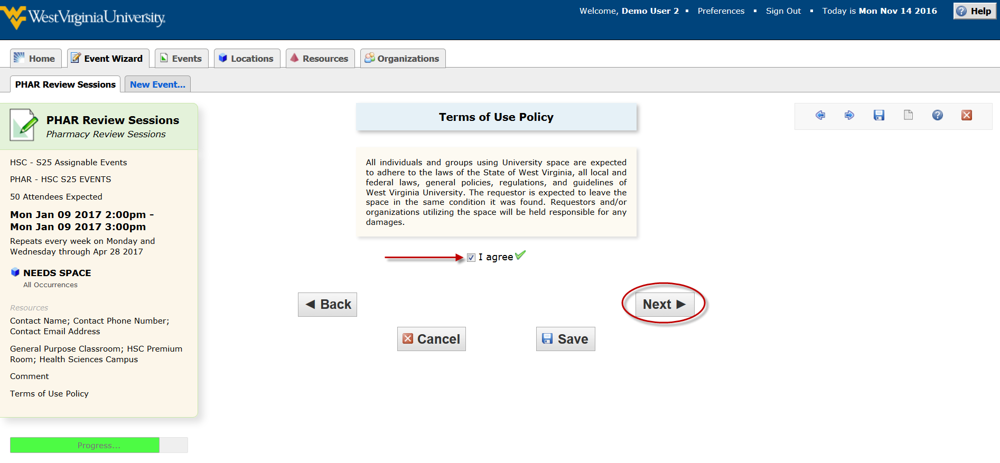 West Virginia University.
Welcome, Demo User 2 ▪ Preferences ▪ Sign Out ▪ Today is Mon Nov 14 2016
Help
Home
Event Wizard
Events
Locations
Resources
Organizations
PHAR Review Sessions
New Event...
PHAR Review Sessions
Pharmacy Review Sessions
HSC - S25 Assignable Events
PHAR - HSC S25 EVENTS
50 Attendees Expected
Mon Jan 09 2017 2:00pm -
Mon Jan 09 2017 3:00pm
Repeats every week on Monday and
Wednesday through Apr 28 2017
NEEDS SPACE
All Occurrences
Resources
Contact Name; Contact Phone Number;
Contact Email Address
General Purpose Classroom; HSC Premium
Room; Health Sciences Campus
Comment
Terms of Use Policy
Progress...
Terms of Use Policy
All individuals and groups using University space are expected
to adhere to the laws of the State of West Virginia, all local and
federal laws, general policies, regulations, and guidelines of
West Virginia University. The requestor is expected to leave the
space in the same condition it was found. Requestors and/or
organizations utilizing the space will be held responsible for any
damages.
I agree
Back
Next
Cancel
Save